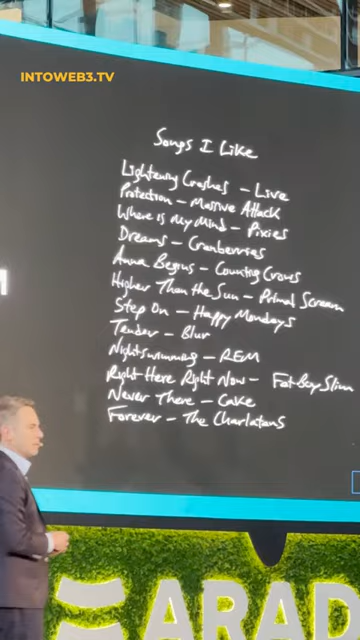 INTOWEB3.TV
Songs I Like
Lightening Crashes – Live
Protection – Massive Attack
Where is My Mind – Pixies
Dreams – Cranberries
Anna Begins – Counting Crows
Higher Than the Sun – Primal Scream
Step On – Happy Mondays
Tender – Blur
Nightswimming – REM
Right Here Right Now – Fat Boy Slim
Never There – Cake
Forever – The Charlatans
ARAD